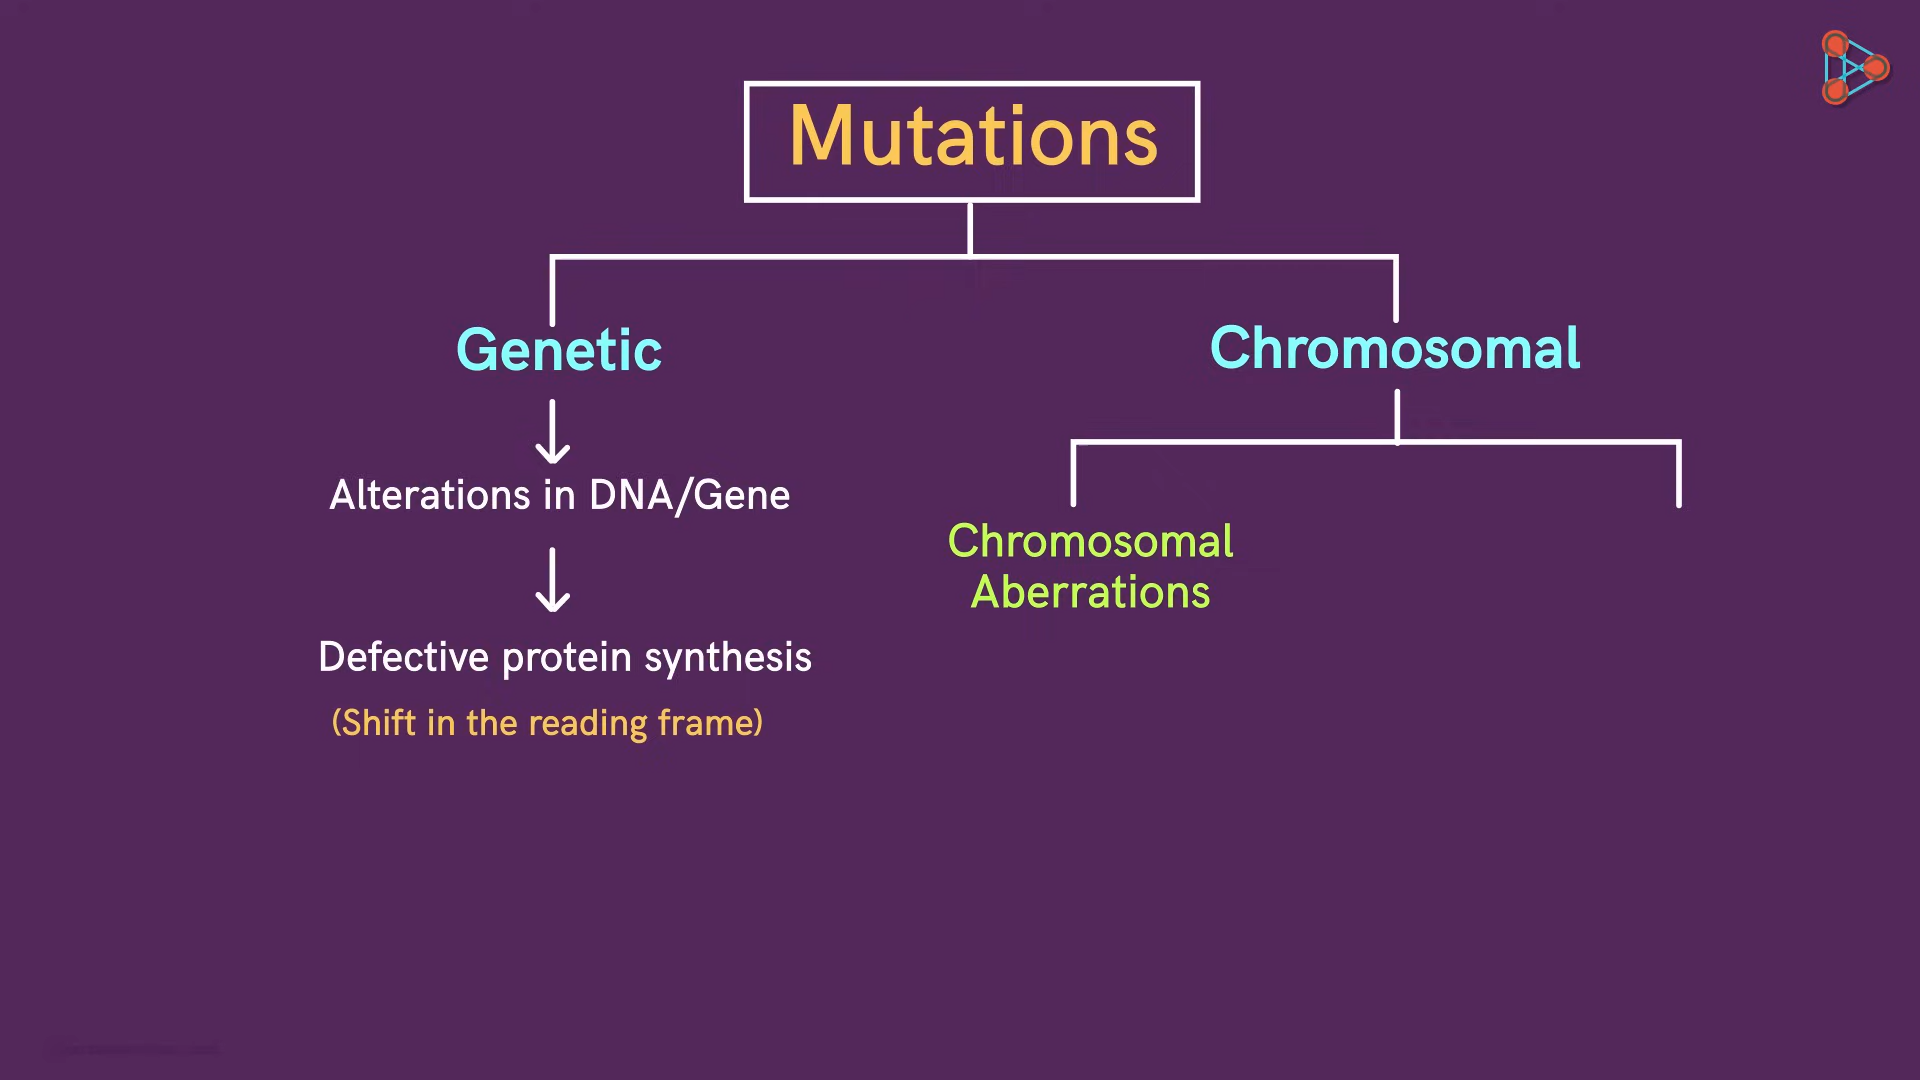 Mutations
Genetic
Chromosomal
Alterations in DNA/Gene
Chromosomal
Aberrations
Defective protein synthesis
(Shift in the reading frame)